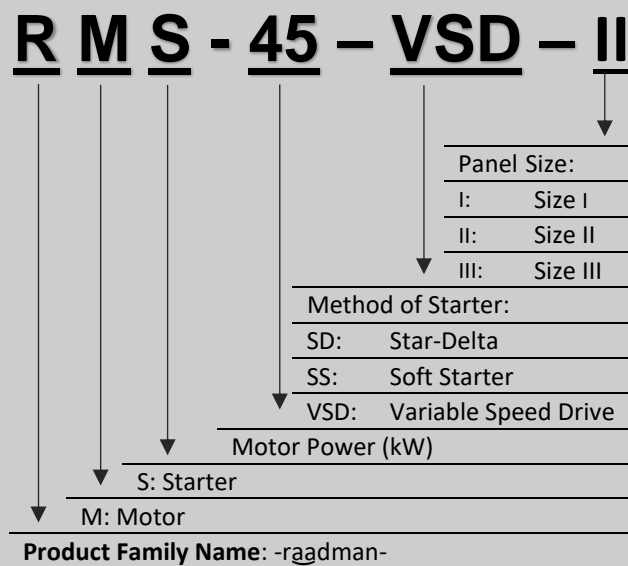 R M S - 45 – VSD – II
Panel Size:
I: Size I
II: Size II
III: Size III
Method of Starter:
SD: Star-Delta
SS: Soft Starter
VSD: Variable Speed Drive
Motor Power (kW)
S: Starter
M: Motor
Product Family Name: -raadman-